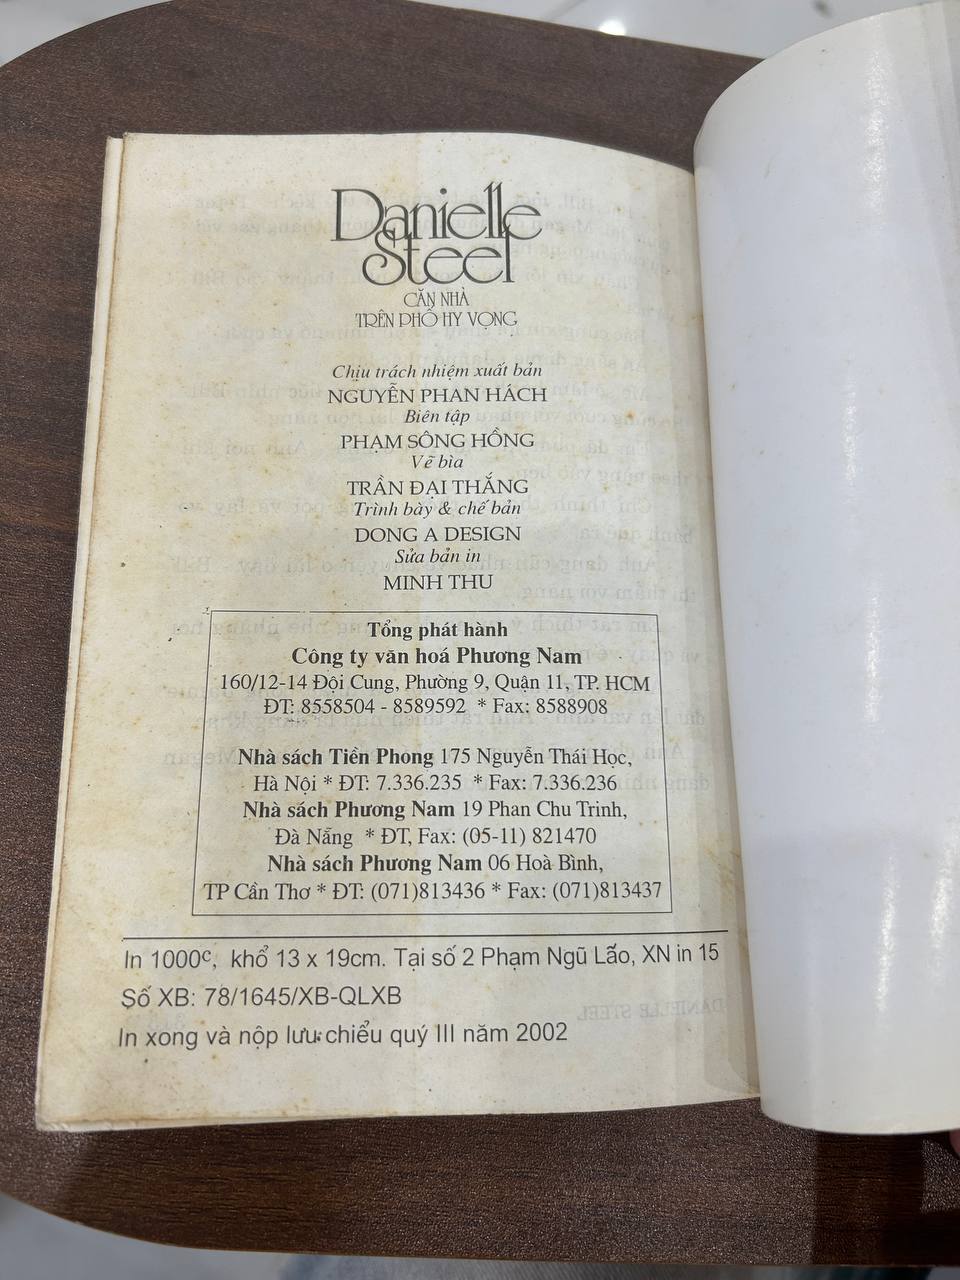 Danielle
Steel
CĂN NHÀ
TRÊN PHỐ HY VỌNG
Chịu trách nhiệm xuất bản
NGUYỄN PHAN HÁCH
Biên tập
PHẠM SÔNG HỒNG
Vẽ bìa
TRẦN ĐẠI THẮNG
Trình bày & chế bản
DONG A DESIGN
Sửa bản in
MINH THU
Tổng phát hành
Công ty văn hoá Phương Nam
160/12-14 Đội Cung, Phường 9, Quận 11, TP. HCM
ĐT: 8558504 - 8589592 * Fax: 8588908
Nhà sách Tiền Phong 175 Nguyễn Thái Học,
Hà Nội * ĐT: 7.336.235 * Fax: 7.336.236
Nhà sách Phương Nam 19 Phan Chu Trinh,
Đà Nẵng * ĐT, Fax: (05-11) 821470
Nhà sách Phương Nam 06 Hoà Bình,
TP Cần Thơ * ĐT: (071)813436 * Fax: (071)813437
In 1000c, khổ 13 x 19cm. Tại số 2 Phạm Ngũ Lão, XN in 15
Số XB: 78/1645/XB-QLXB
In xong và nộp lưu chiểu quý III năm 2002